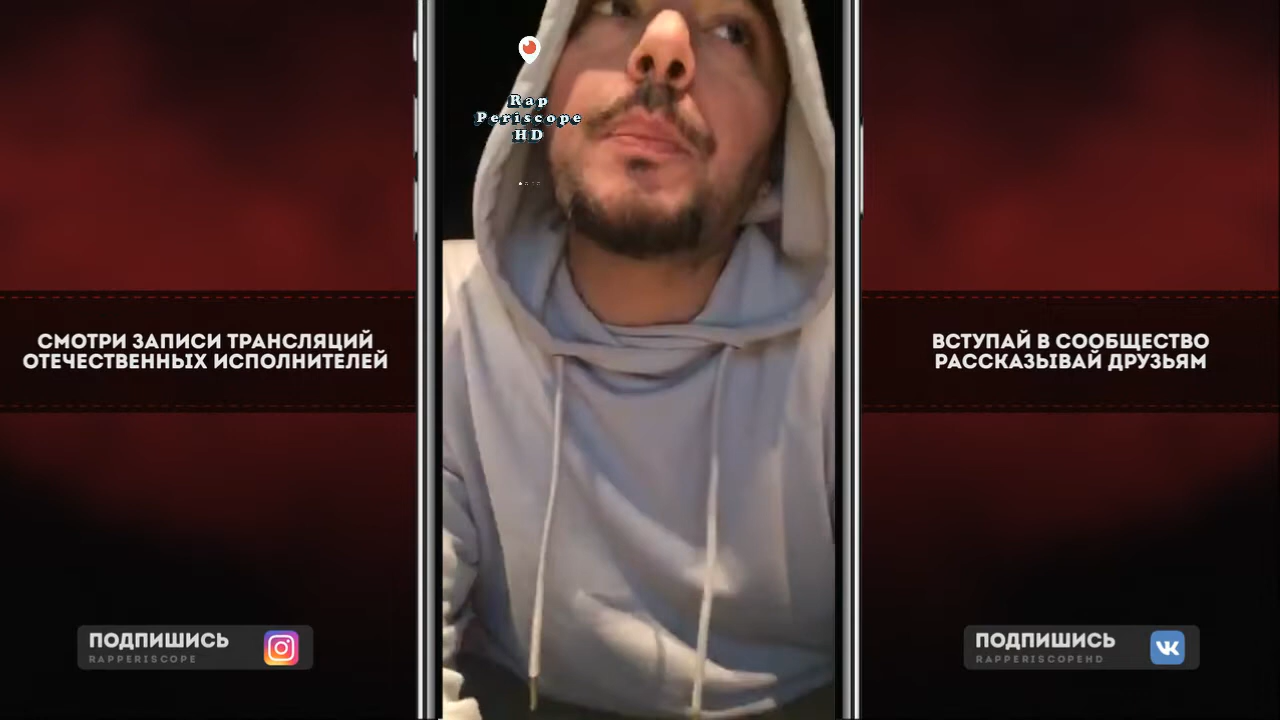 Rap
Periscope
HD
СМОТРИ ЗАПИСИ ТРАНСЛЯЦИЙ
ОТЕЧЕСТВЕННЫХ ИСПОЛНИТЕЛЕЙ
ВСТУПАЙ В СООБЩЕСТВО
РАССКАЗЫВАЙ ДРУЗЬЯМ
ПОДПИШИСЬ
RAPPERISCOPE
ПОДПИШИСЬ
RAPPERISCOPEHD